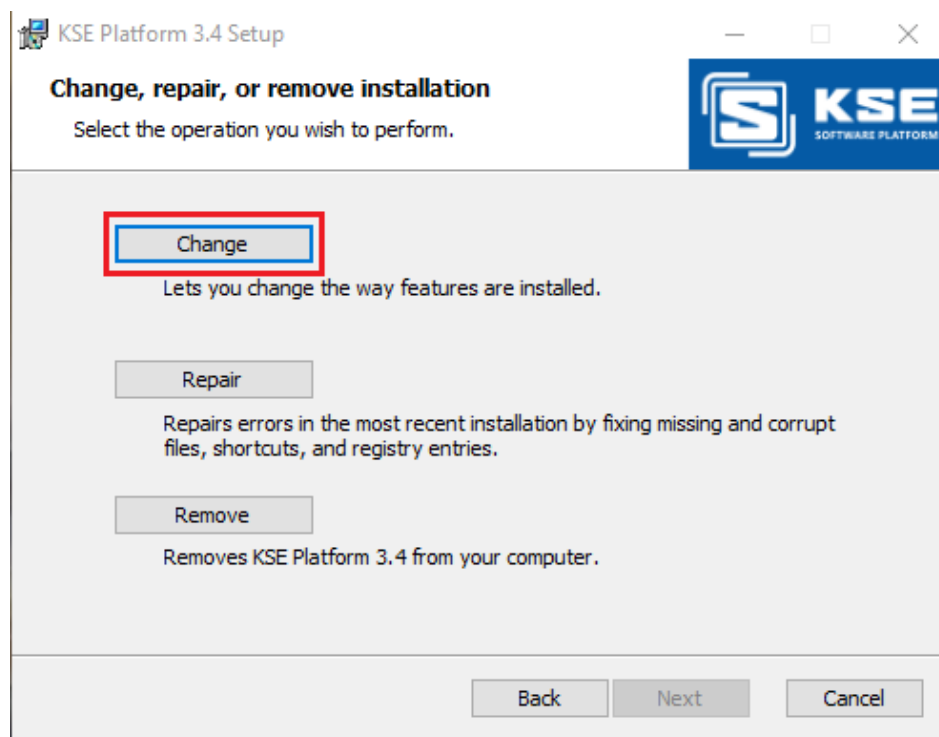 KSE Platform 3.4 Setup
Change, repair, or remove installation
Select the operation you wish to perform.
S KSE
SOFTWARE PLATFORM
Change
Lets you change the way features are installed.
Repair
Repairs errors in the most recent installation by fixing missing and corrupt
files, shortcuts, and registry entries.
Remove
Removes KSE Platform 3.4 from your computer.
Back Next Cancel